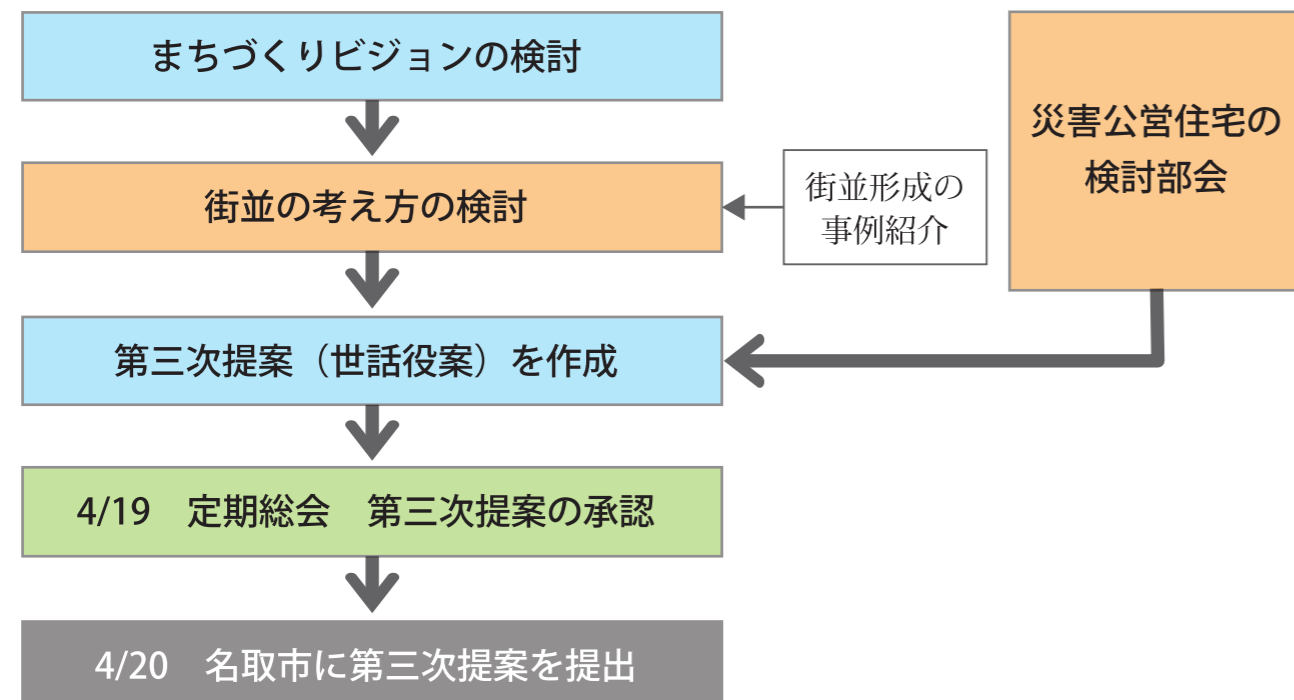 まちづくりビジョンの検討
災害公営住宅の
検討部会
街並の考え方の検討
街並形成の
事例紹介
第三次提案（世話役案）を作成
4/19　定期総会　第三次提案の承認
4/20　名取市に第三次提案を提出